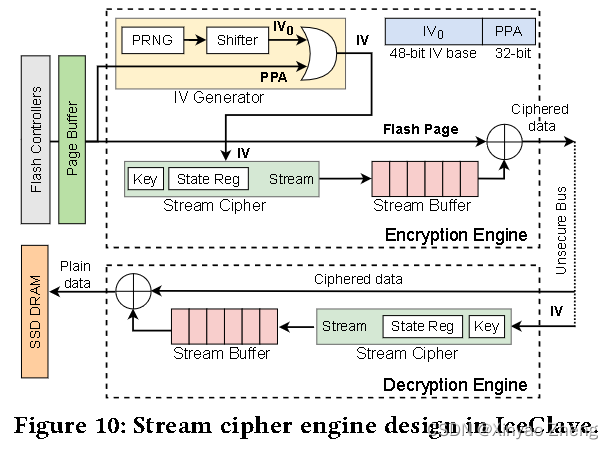 Flash Controllers
Page Buffer
PRNG
Shifter
IV0
IV
PPA
IV Generator
IV0
PPA
48-bit IV base
32-bit
Ciphered
data
Flash Page
IV
Key
State Reg
Stream
Stream Cipher
Stream Buffer
Encryption Engine
Unsecure Bus
SSD DRAM
Plain
data
Ciphered data
IV
Stream Buffer
Stream
State Reg
Key
Stream Cipher
Decryption Engine
Figure 10: Stream cipher engine design in IceClave.
CSDN @Xinyao Zheng